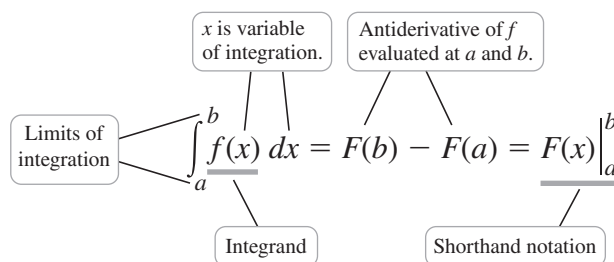 x is variable
of integration.
Antiderivative of f
evaluated at a and b.
Limits of
integration
∫_a^b f(x) dx = F(b) − F(a) = F(x)|_a^b
Integrand
Shorthand notation